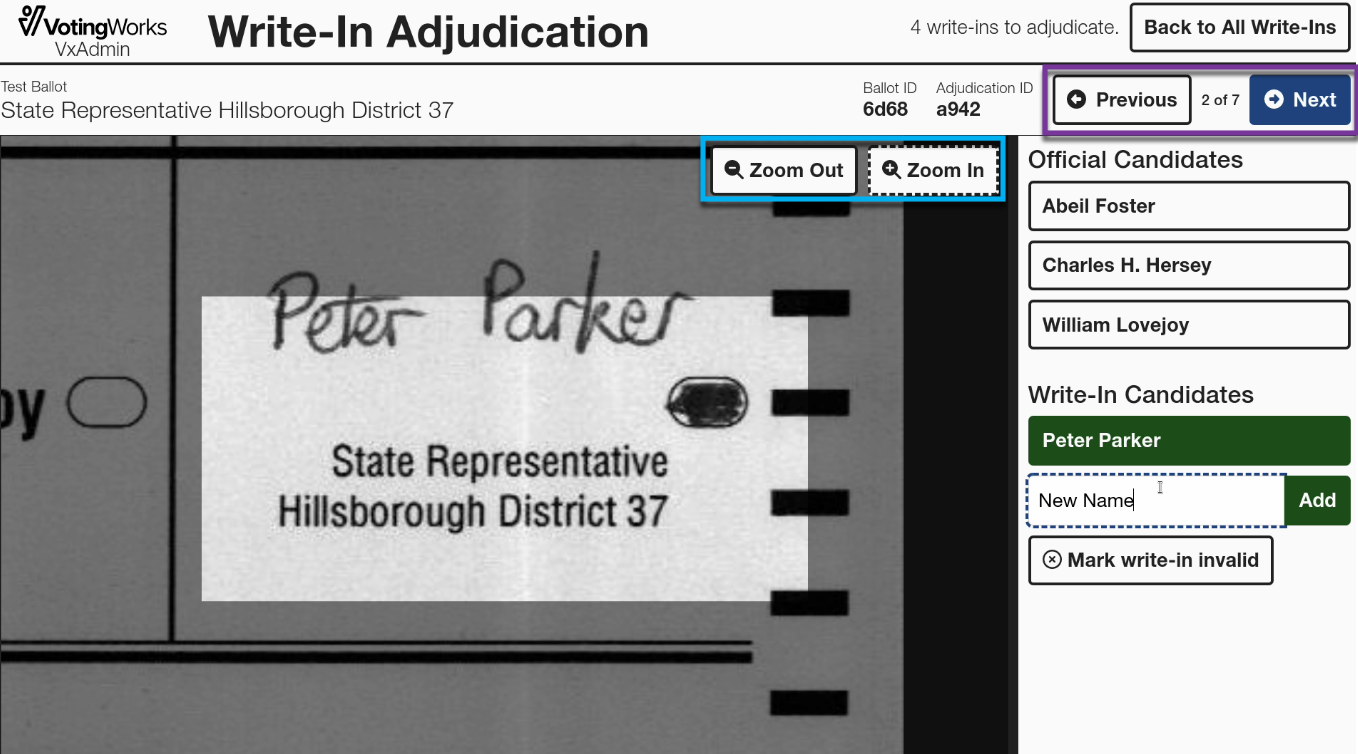 VotingWorks
VxAdmin
Write-In Adjudication
4 write-ins to adjudicate.
Back to All Write-Ins
Test Ballot
State Representative Hillsborough District 37
Ballot ID
6d68
Adjudication ID
a942
Previous
2 of 7
Next
Zoom Out
Zoom In
Peter Parker
State Representative
Hillsborough District 37
Official Candidates
Abeil Foster
Charles H. Hersey
William Lovejoy
Write-In Candidates
Peter Parker
New Name
Add
Mark write-in invalid